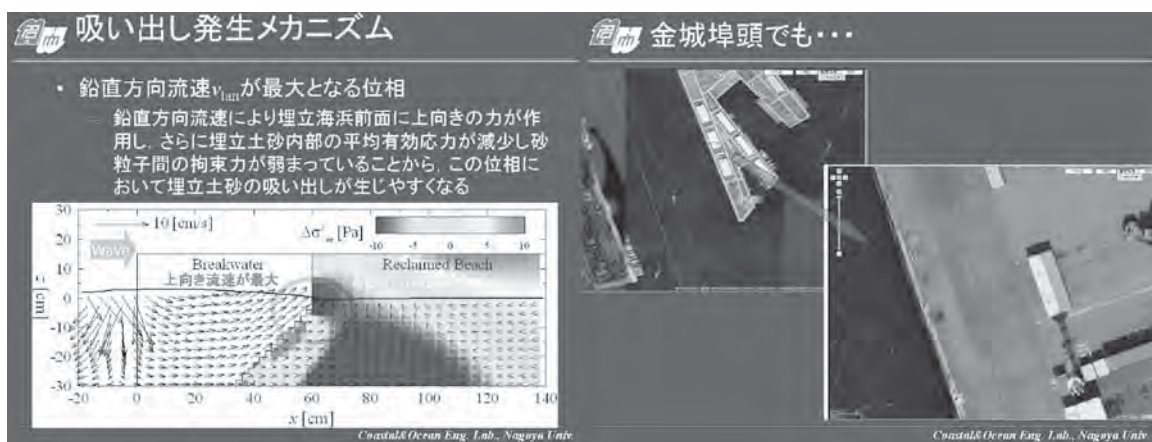 吸い出し発生メカニズム
• 鉛直方向流速v_lanが最大となる位相
– 鉛直方向流速により埋立海浜前面に上向きの力が作
用し，さらに埋立土砂内部の平均有効応力が減少し砂
粒子間の拘束力が弱まっていることから，この位相に
おいて埋立土砂の吸い出しが生じやすくなる
30
20
10
0
-10
-20
-30
z [cm]
10 [cm/s]
Δσ'm [Pa]
-10 -5 0 5 10
Wave
Breakwater
Reclaimed Beach
上向き流速が最大
-20 0 20 40 60 80 100 120 140
x [cm]
Coastal&Ocean Eng. Lab., Nagoya Univ.
金城埠頭でも・・・
Coastal&Ocean Eng. Lab., Nagoya Univ.